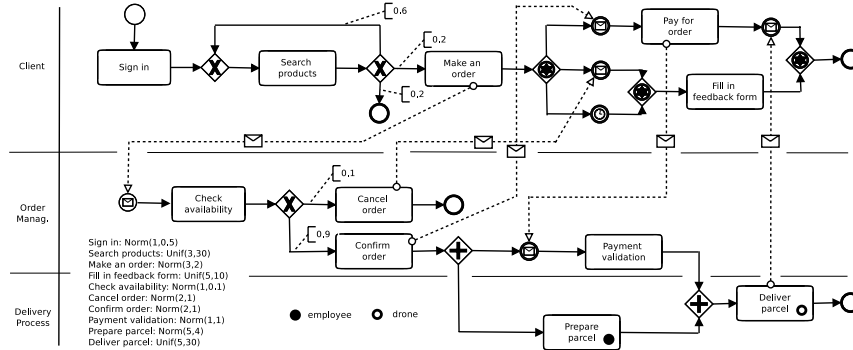 0.6
Client
Sign in
Search
products
0.2
0.2
Make an
order
Pay for
order
Fill in
feedback form
Order
Manag.
Check
availability
0,1
0,9
Cancel
order
Confirm
order
Payment
validation
Sign in: Norm(1,0,5)
Search products: Unif(3,30)
Make an order: Norm(3,2)
Fill in feedback form: Unif(5,10)
Check availability: Norm(1,0.1)
Cancel order: Norm(2,1)
Confirm order: Norm(2,1)
Payment validation: Norm(1,1)
Prepare parcel: Norm(5,4)
Deliver parcel: Unif(5,30)
Delivery
Process
employee
drone
Prepare
parcel
Deliver
parcel